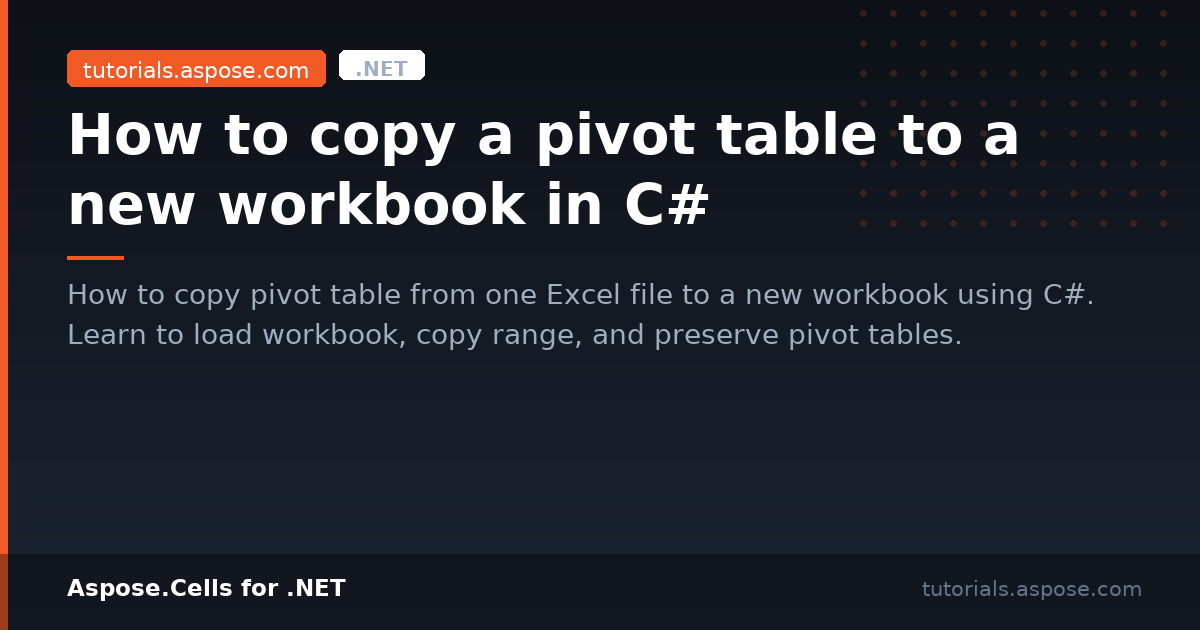 tutorials.aspose.com
.NET
How to copy a pivot table to a
new workbook in C#
How to copy pivot table from one Excel file to a new workbook using C#.
Learn to load workbook, copy range, and preserve pivot tables.
Aspose.Cells for .NET
tutorials.aspose.com